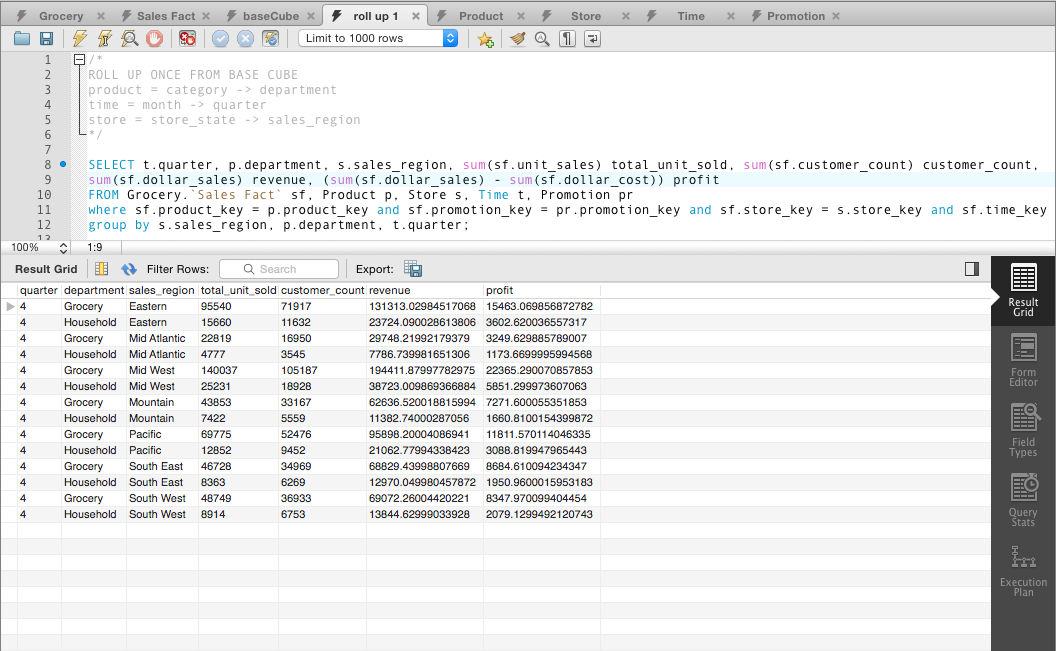 Grocery Sales Fact baseCube roll up 1 Product Store Time Promotion
Limit to 1000 rows
1 /*
2 ROLL UP ONCE FROM BASE CUBE
3 product = category -> department
4 time = month -> quarter
5 store = store_state -> sales_region
6 */
7
8 SELECT t.quarter, p.department, s.sales_region, sum(sf.unit_sales) total_unit_sold, sum(sf.customer_count) customer_count,
9 sum(sf.dollar_sales) revenue, (sum(sf.dollar_sales) - sum(sf.dollar_cost)) profit
10 FROM Grocery.`Sales Fact` sf, Product p, Store s, Time t, Promotion pr
11 where sf.product_key = p.product_key and sf.promotion_key = pr.promotion_key and sf.store_key = s.store_key and sf.time_key
12 group by s.sales_region, p.department, t.quarter;
13
100% 1:9
Result Grid Filter Rows: Search Export:
quarter department sales_region total_unit_sold customer_count revenue profit
4 Grocery Eastern 95540 71917 131313.02984517068 15463.069856872782
4 Household Eastern 15660 11632 23724.090028613806 3602.620036557317
4 Grocery Mid Atlantic 22819 16950 29748.21992179379 3249.629885789007
4 Household Mid Atlantic 4777 3545 7786.739981651306 1173.6699995994568
4 Grocery Mid West 140037 105187 194411.87997782975 22365.290070857853
4 Household Mid West 25231 18928 38723.009869366884 5851.299973607063
4 Grocery Mountain 43853 33167 62636.520018815994 7271.600055351853
4 Household Mountain 7422 5559 11382.74000287056 1660.8100154399872
4 Grocery Pacific 69775 52476 95898.20004086941 11811.570114046335
4 Household Pacific 12852 9452 21062.77994338423 3088.819947965443
4 Grocery South East 46728 34969 68829.43998807669 8684.610094234347
4 Household South East 8363 6269 12970.049980457872 1950.9600015953183
4 Grocery South West 48749 36933 69072.26004420221 8347.970099404454
4 Household South West 8914 6753 13844.62999033928 2079.1299492120743
Result
Grid
Form
Editor
Field
Types
Query
Stats
Execution
Plan